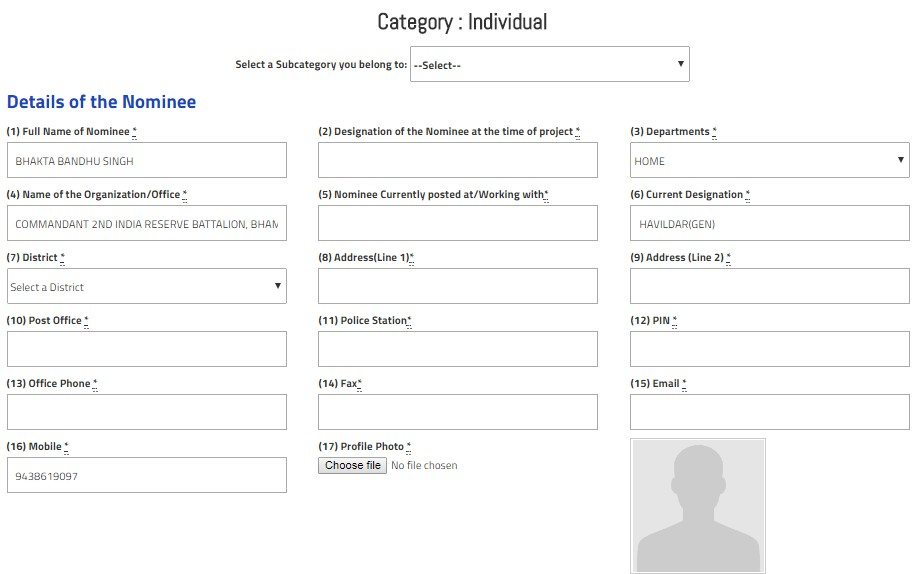 Category : Individual
Select a Subcategory you belong to: --Select--
Details of the Nominee
(1) Full Name of Nominee * (2) Designation of the Nominee at the time of project * (3) Departments *
BHAKTA BANDHU SINGH HOME
(4) Name of the Organization/Office * (5) Nominee Currently posted at/Working with* (6) Current Designation *
COMMANDANT 2ND INDIA RESERVE BATTALION, BHAN HAVILDAR(GEN)
(7) District * (8) Address(Line 1)* (9) Address (Line 2) *
Select a District
(10) Post Office * (11) Police Station* (12) PIN *
(13) Office Phone * (14) Fax* (15) Email *
(16) Mobile * (17) Profile Photo *
9438619097 Choose file No file chosen